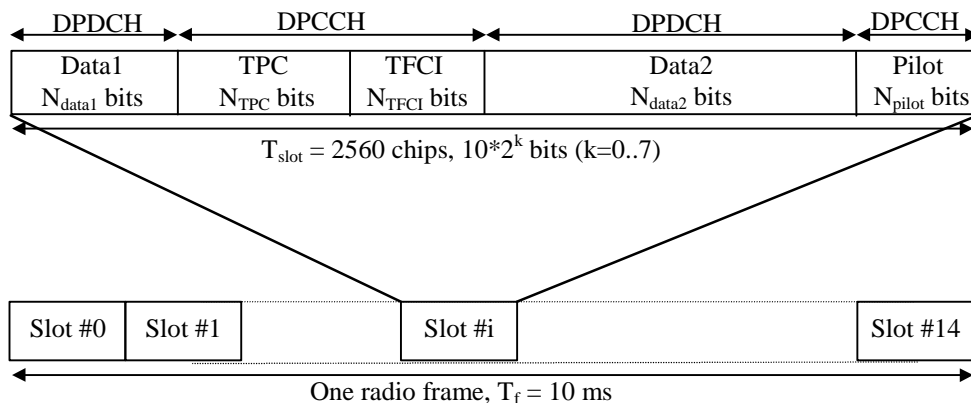 DPDCH DPCCH DPDCH DPCCH
Data1 TPC TFCI Data2 Pilot
N_data1 bits N_TPC bits N_TFCI bits N_data2 bits N_pilot bits
T_slot = 2560 chips, 10*2^k bits (k=0..7)
Slot #0 Slot #1 Slot #i Slot #14
One radio frame, T_f = 10 ms